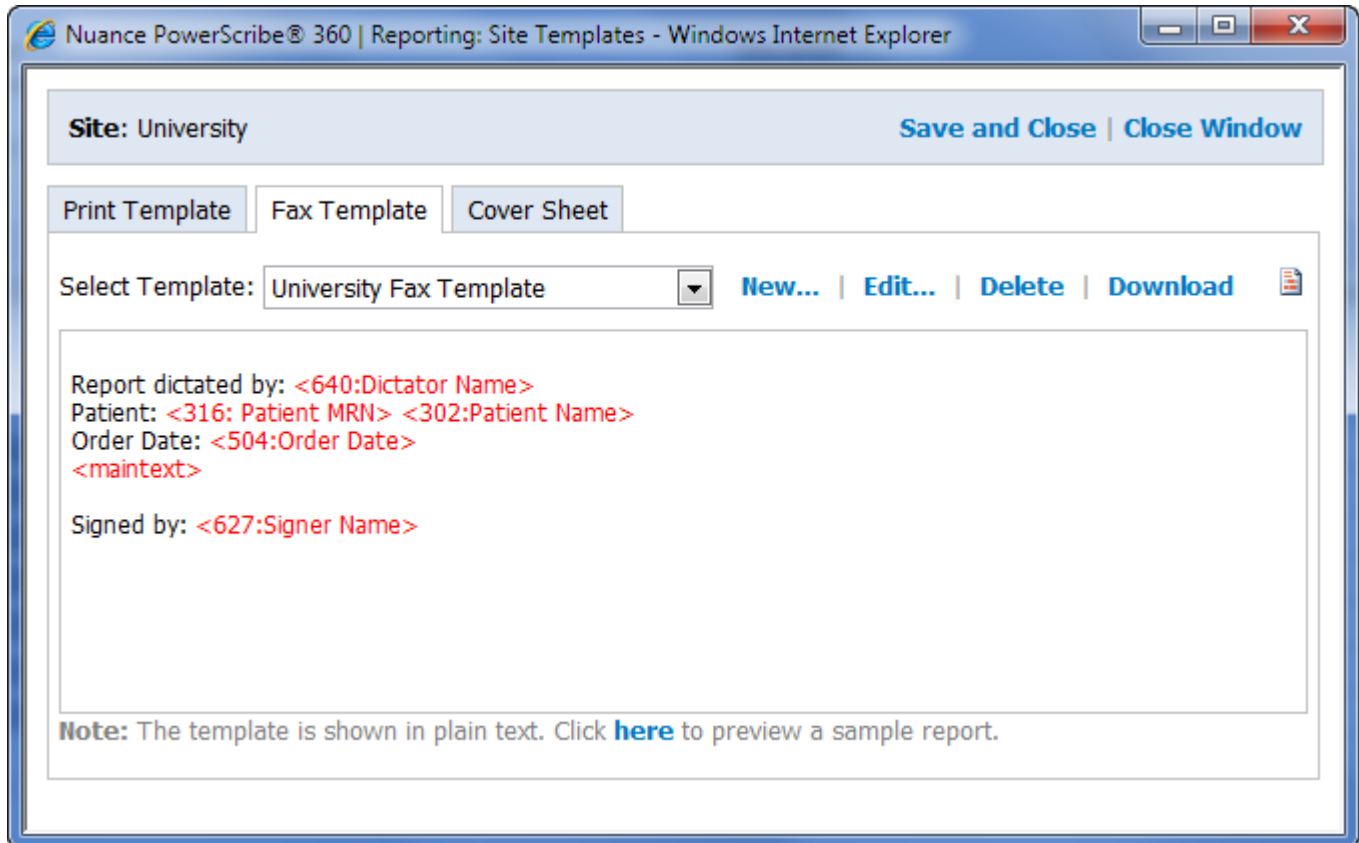 Nuance PowerScribe® 360 | Reporting: Site Templates - Windows Internet Explorer
Site: University Save and Close | Close Window
Print Template Fax Template Cover Sheet
Select Template: University Fax Template New... | Edit... | Delete | Download
Report dictated by: <640:Dictator Name>
Patient: <316: Patient MRN> <302:Patient Name>
Order Date: <504:Order Date>
<maintext>
Signed by: <627:Signer Name>
Note: The template is shown in plain text. Click here to preview a sample report.